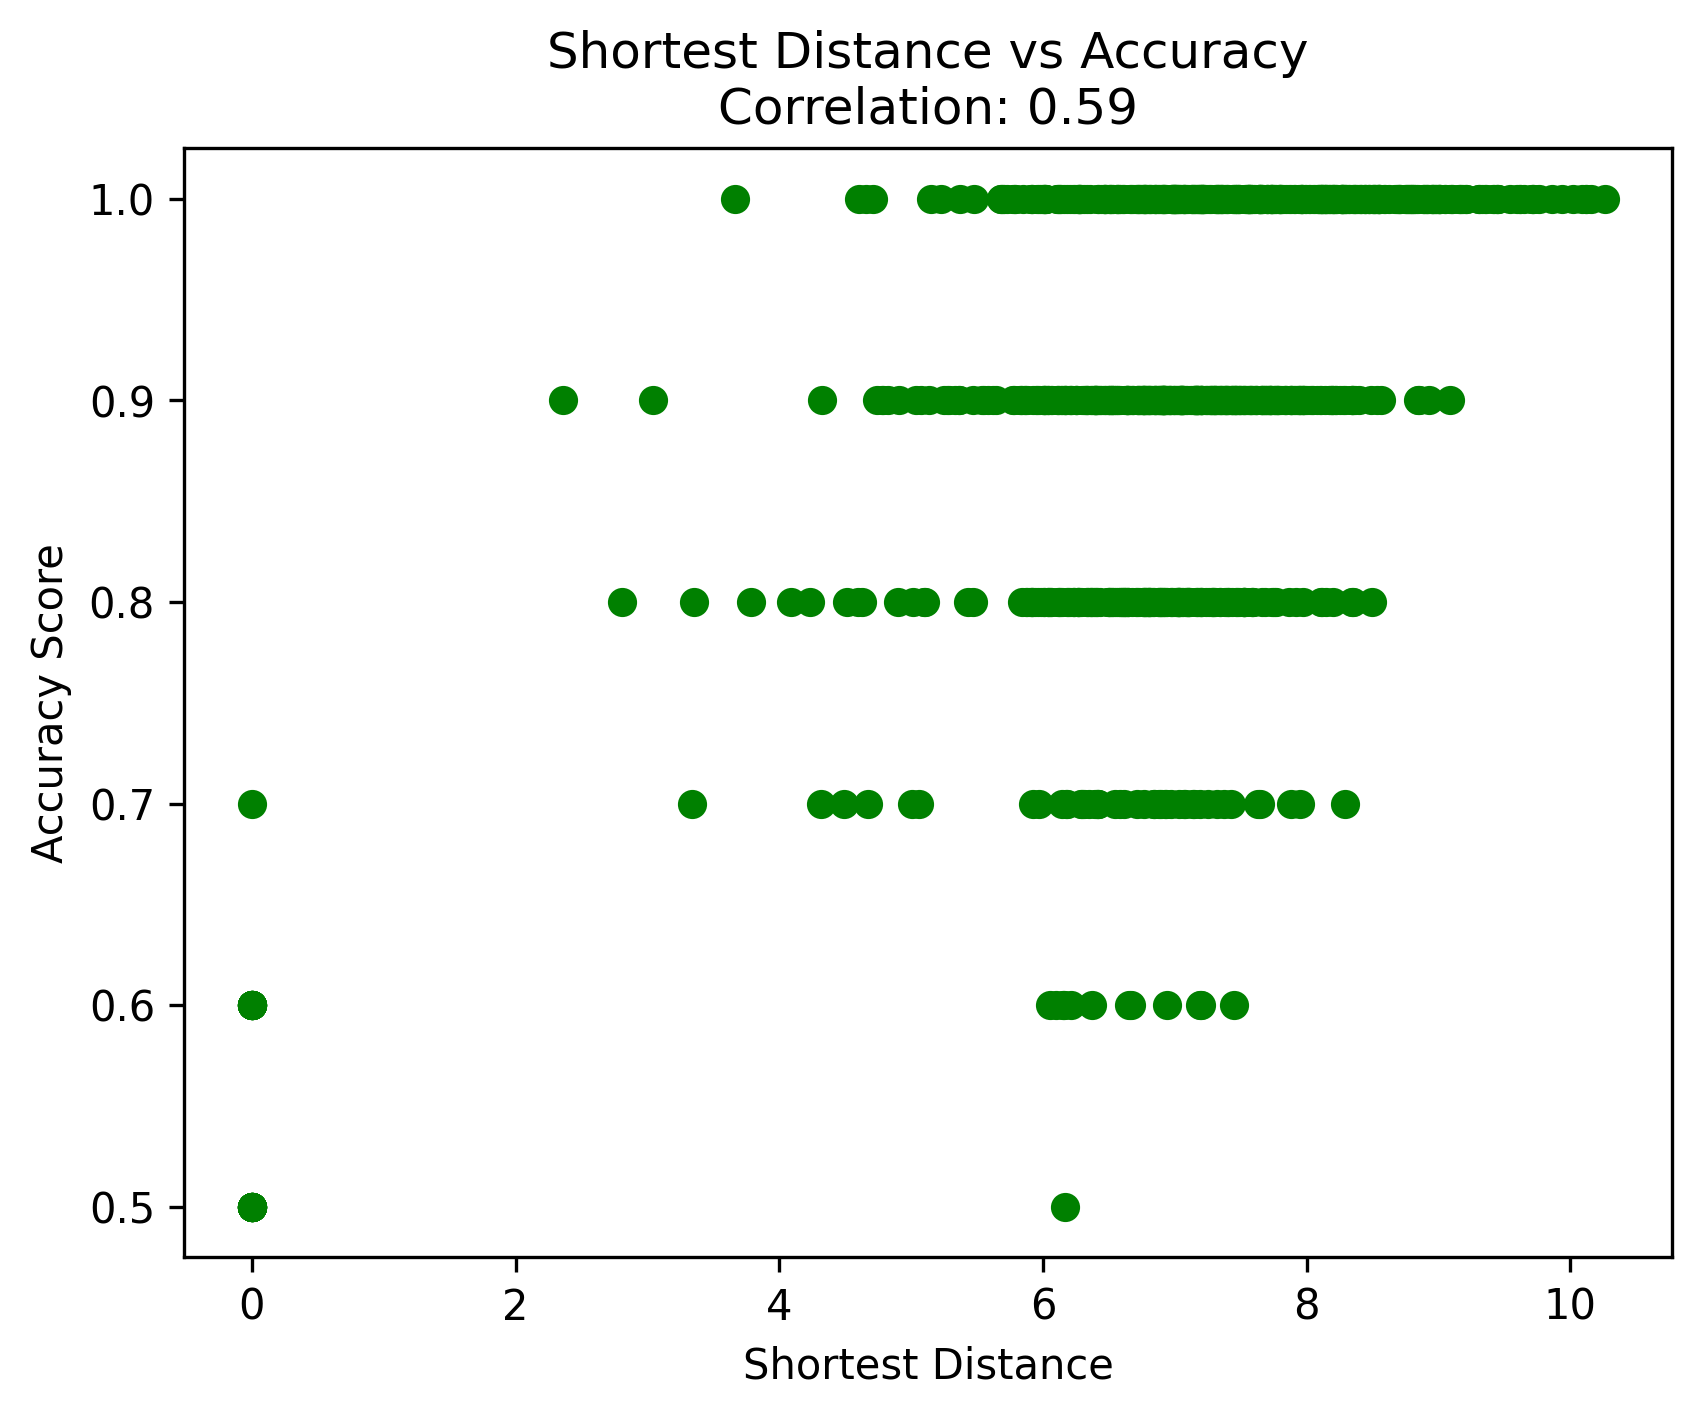 Shortest Distance vs Accuracy
Correlation: 0.59
1.0
0.9
0.8
0.7
0.6
0.5
Accuracy Score
0 2 4 6 8 10
Shortest Distance